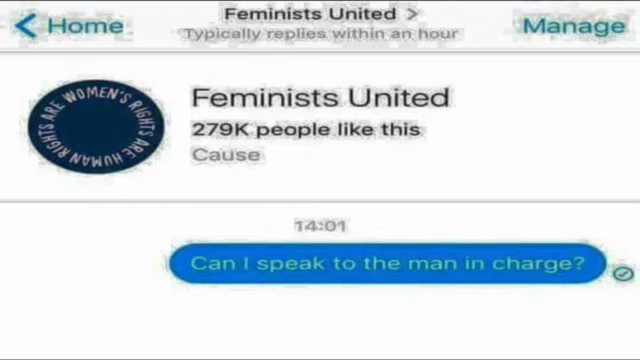 Home
Feminists United >
Typically replies within an hour
Manage
WOMEN'S RIGHTS ARE HUMAN RIGHTS ARE
Feminists United
279K people like this
Cause
14:01
Can I speak to the man in charge?